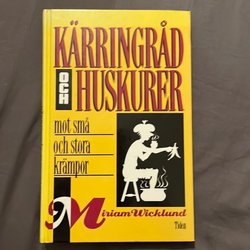 KÄRRINGRÅD
OCH
HUSKURER
mot små
och stora
krämpor
Miriam Wicklund
Tiden